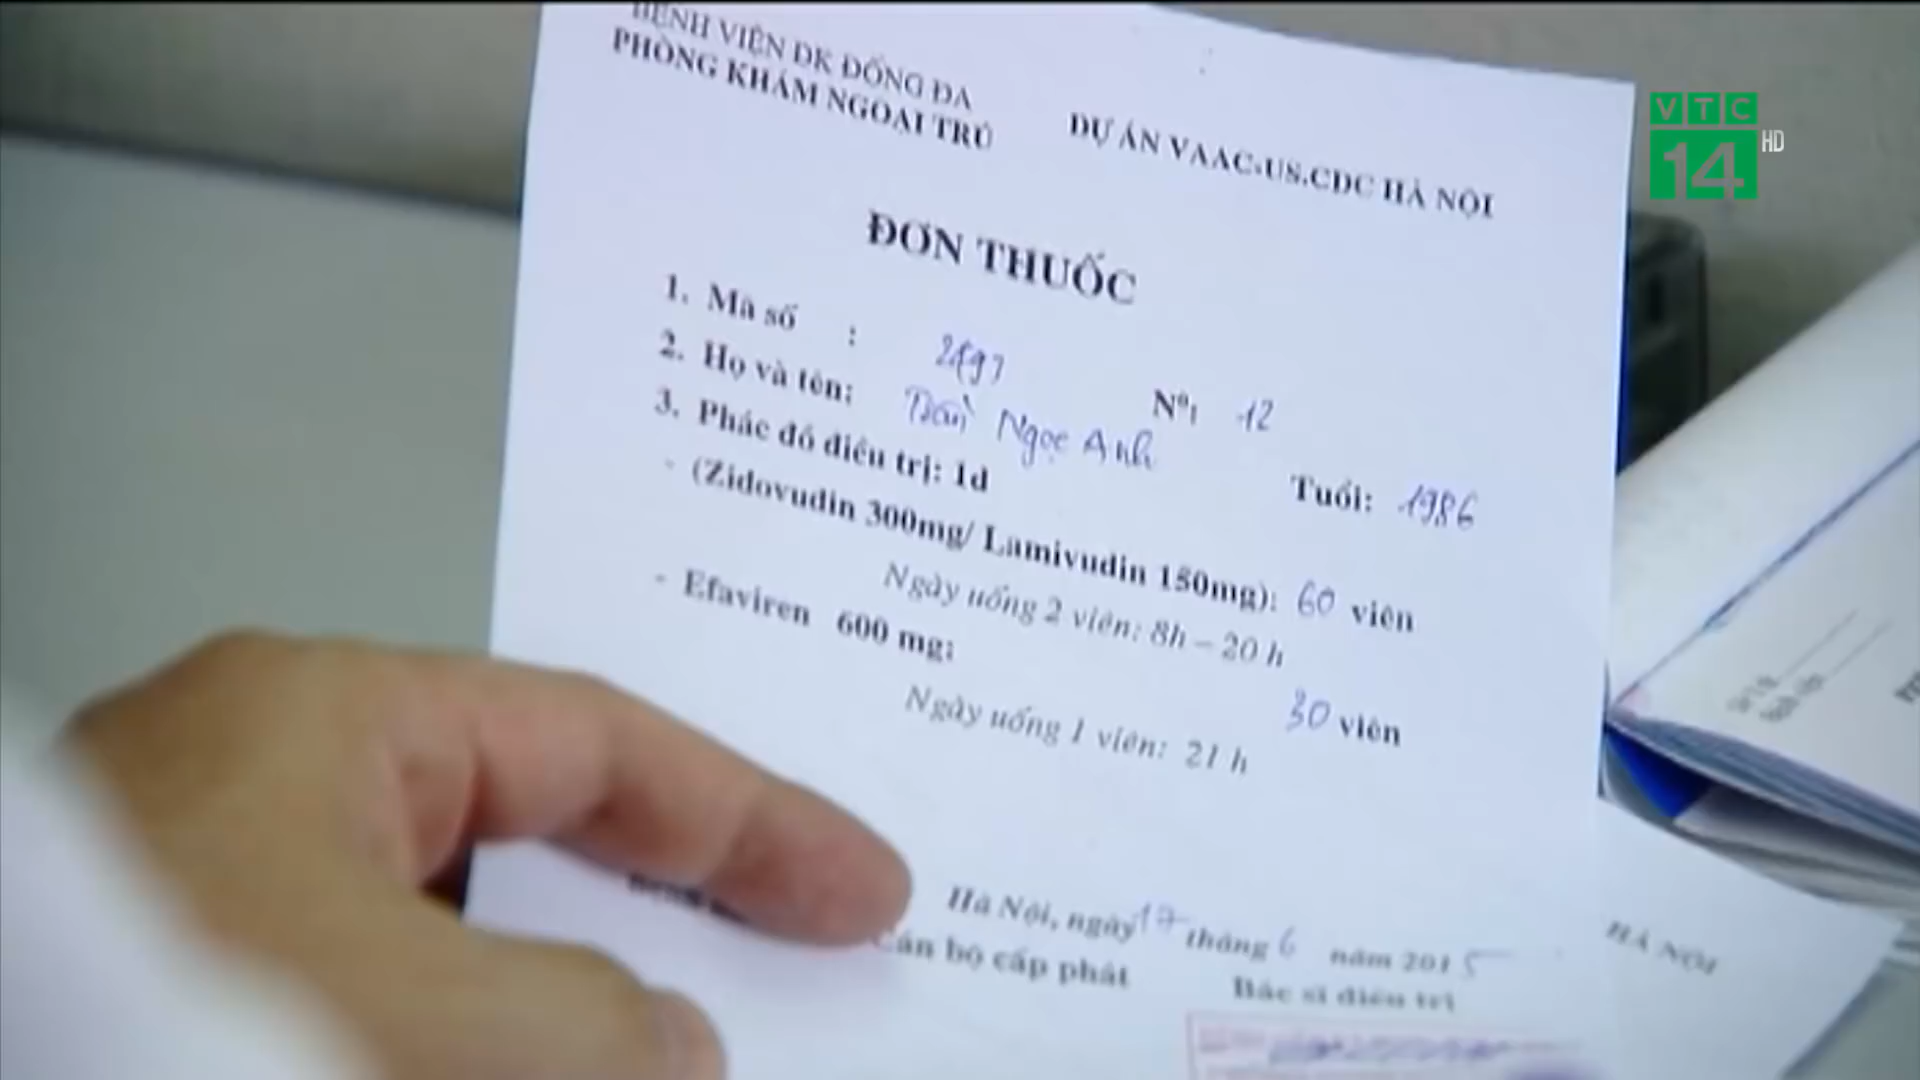 BỆNH VIỆN ĐK ĐỐNG ĐA
PHÒNG KHÁM NGOẠI TRÚ
DỰ ÁN VAAC-US.CDC HÀ NỘI
VTC
14 HD
ĐƠN THUỐC
1. Mã số :
Nº: 12
2. Họ và tên: Trần Ngọc Anh
Tuổi: 1986
3. Phác đồ điều trị: 1d
- (Zidovudin 300mg/ Lamivudin 150mg): 60 viên
Ngày uống 2 viên: 8h – 20 h
- Efaviren 600 mg: 30 viên
Ngày uống 1 viên: 21 h
Hà Nội, ngày 17 tháng 6 năm 2015
Cán bộ cấp phát
Bác sĩ điều trị
HÀ NỘI